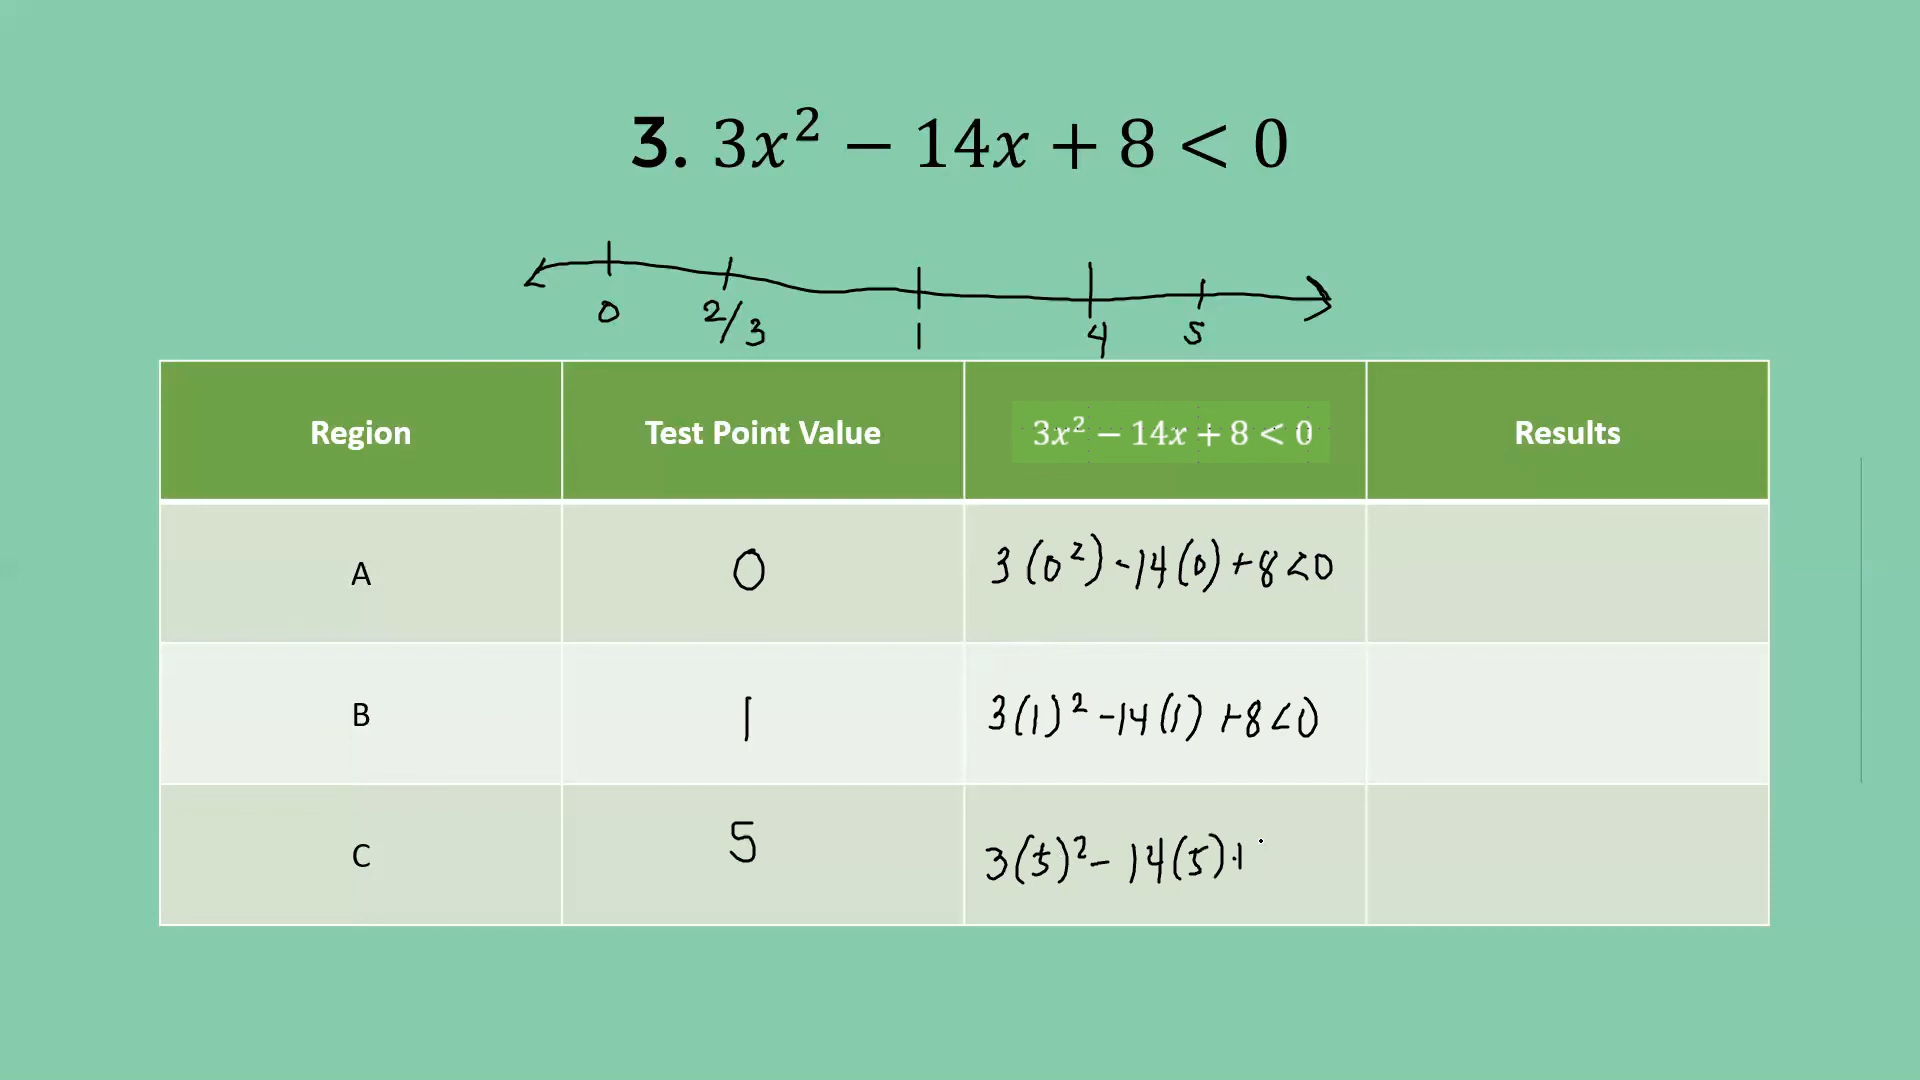 3. 3x² − 14x + 8 < 0
0 2/3 1 4 5
Region Test Point Value 3x² − 14x + 8 < 0 Results
A 0 3(0²)-14(0)+8<0
B 1 3(1)²-14(1)+8<0
C 5 3(5)²-14(5)+